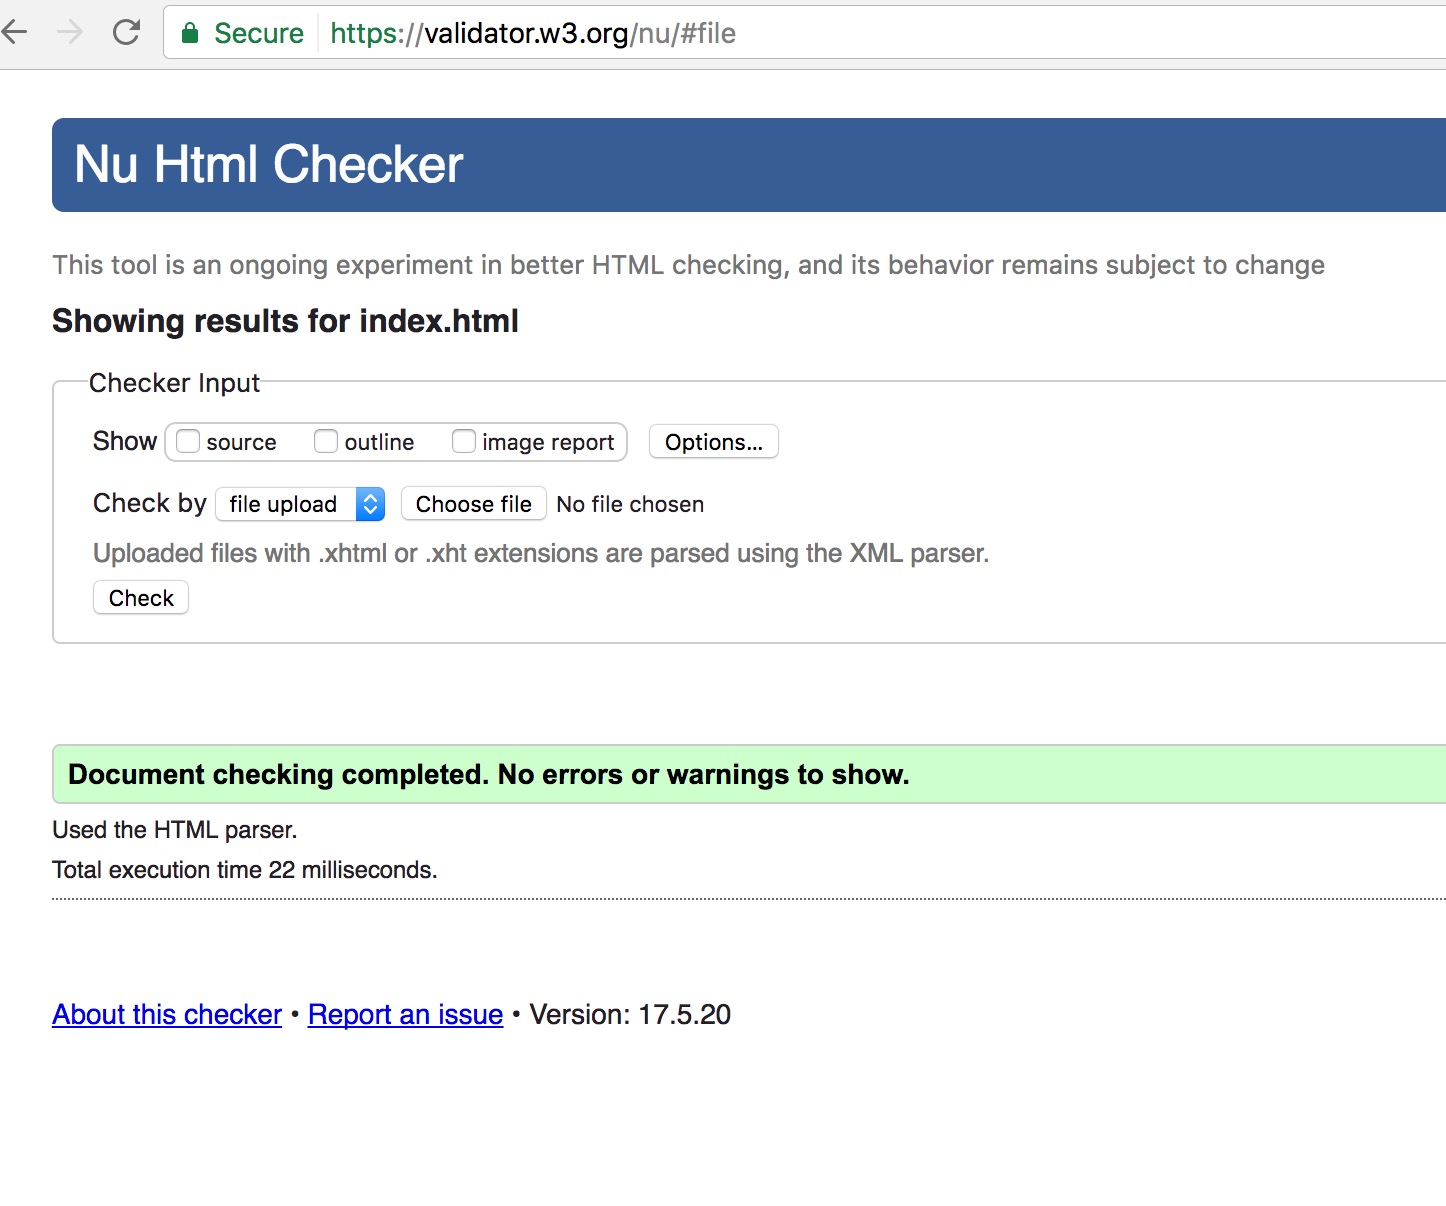 Secure https://validator.w3.org/nu/#file
Nu Html Checker
This tool is an ongoing experiment in better HTML checking, and its behavior remains subject to change
Showing results for index.html
Checker Input
Show source outline image report Options...
Check by file upload Choose file No file chosen
Uploaded files with .xhtml or .xht extensions are parsed using the XML parser.
Check
Document checking completed. No errors or warnings to show.
Used the HTML parser.
Total execution time 22 milliseconds.
About this checker • Report an issue • Version: 17.5.20